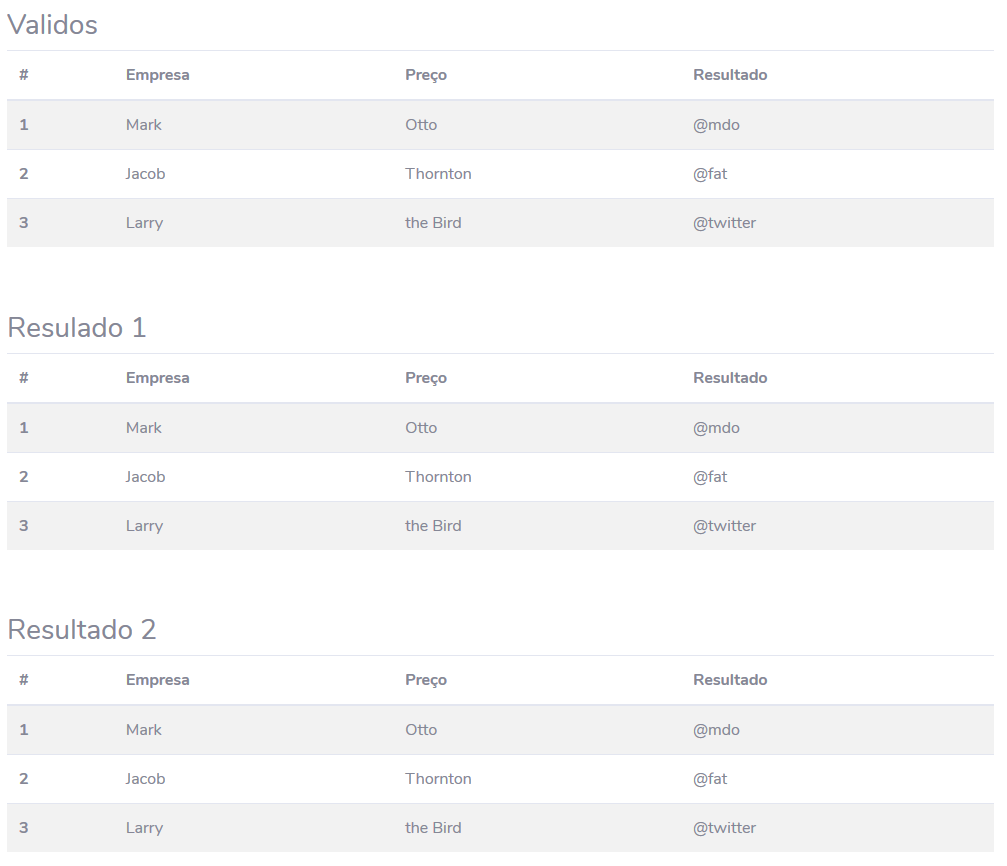 Validos
# Empresa Preço Resultado
1 Mark Otto @mdo
2 Jacob Thornton @fat
3 Larry the Bird @twitter
Resulado 1
# Empresa Preço Resultado
1 Mark Otto @mdo
2 Jacob Thornton @fat
3 Larry the Bird @twitter
Resultado 2
# Empresa Preço Resultado
1 Mark Otto @mdo
2 Jacob Thornton @fat
3 Larry the Bird @twitter